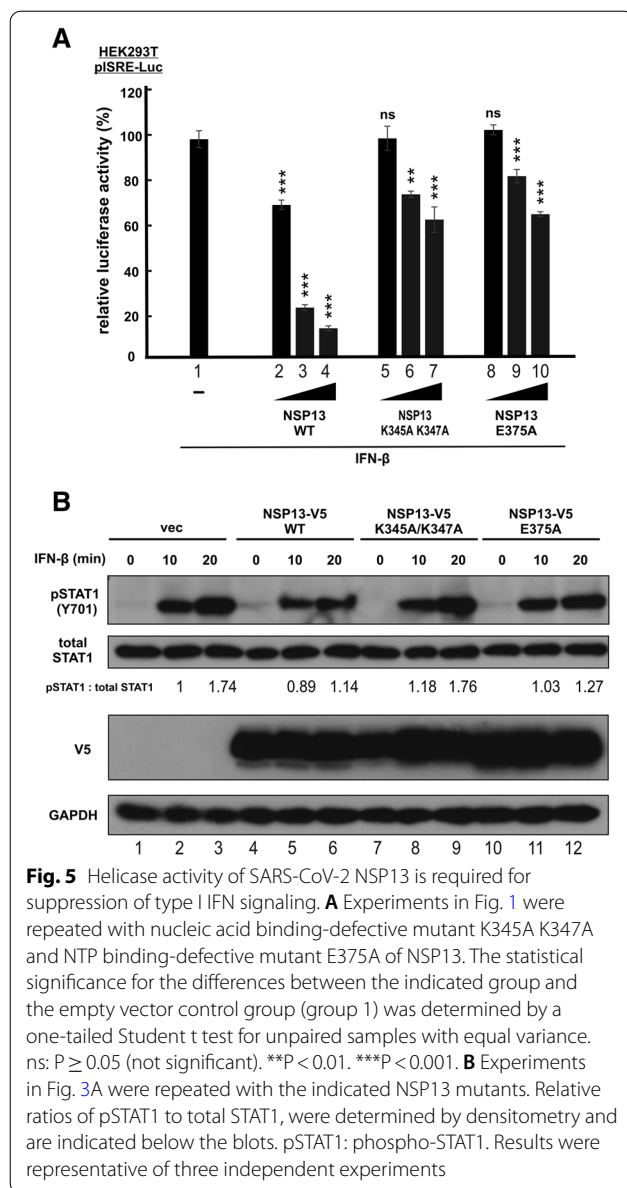 A
HEK293T
pISRE-Luc
relative luciferase activity (%)
120
100
80
60
40
20
0
*** *** *** ns ** *** ns *** ***
1 2 3 4 5 6 7 8 9 10
– NSP13 NSP13 NSP13
WT K345A K347A E375A
IFN-β
B
vec NSP13-V5 WT NSP13-V5 K345A/K347A NSP13-V5 E375A
IFN-β (min) 0 10 20 0 10 20 0 10 20 0 10 20
pSTAT1
(Y701)
total
STAT1
pSTAT1 : total STAT1 1 1.74 0.89 1.14 1.18 1.76 1.03 1.27
V5
GAPDH
1 2 3 4 5 6 7 8 9 10 11 12
Fig. 5 Helicase activity of SARS-CoV-2 NSP13 is required for
suppression of type I IFN signaling. A Experiments in Fig. 1 were
repeated with nucleic acid binding-defective mutant K345A K347A
and NTP binding-defective mutant E375A of NSP13. The statistical
significance for the differences between the indicated group and
the empty vector control group (group 1) was determined by a
one-tailed Student t test for unpaired samples with equal variance.
ns: P ≥ 0.05 (not significant). **P < 0.01. ***P < 0.001. B Experiments
in Fig. 3A were repeated with the indicated NSP13 mutants. Relative
ratios of pSTAT1 to total STAT1, were determined by densitometry and
are indicated below the blots. pSTAT1: phospho-STAT1. Results were
representative of three independent experiments